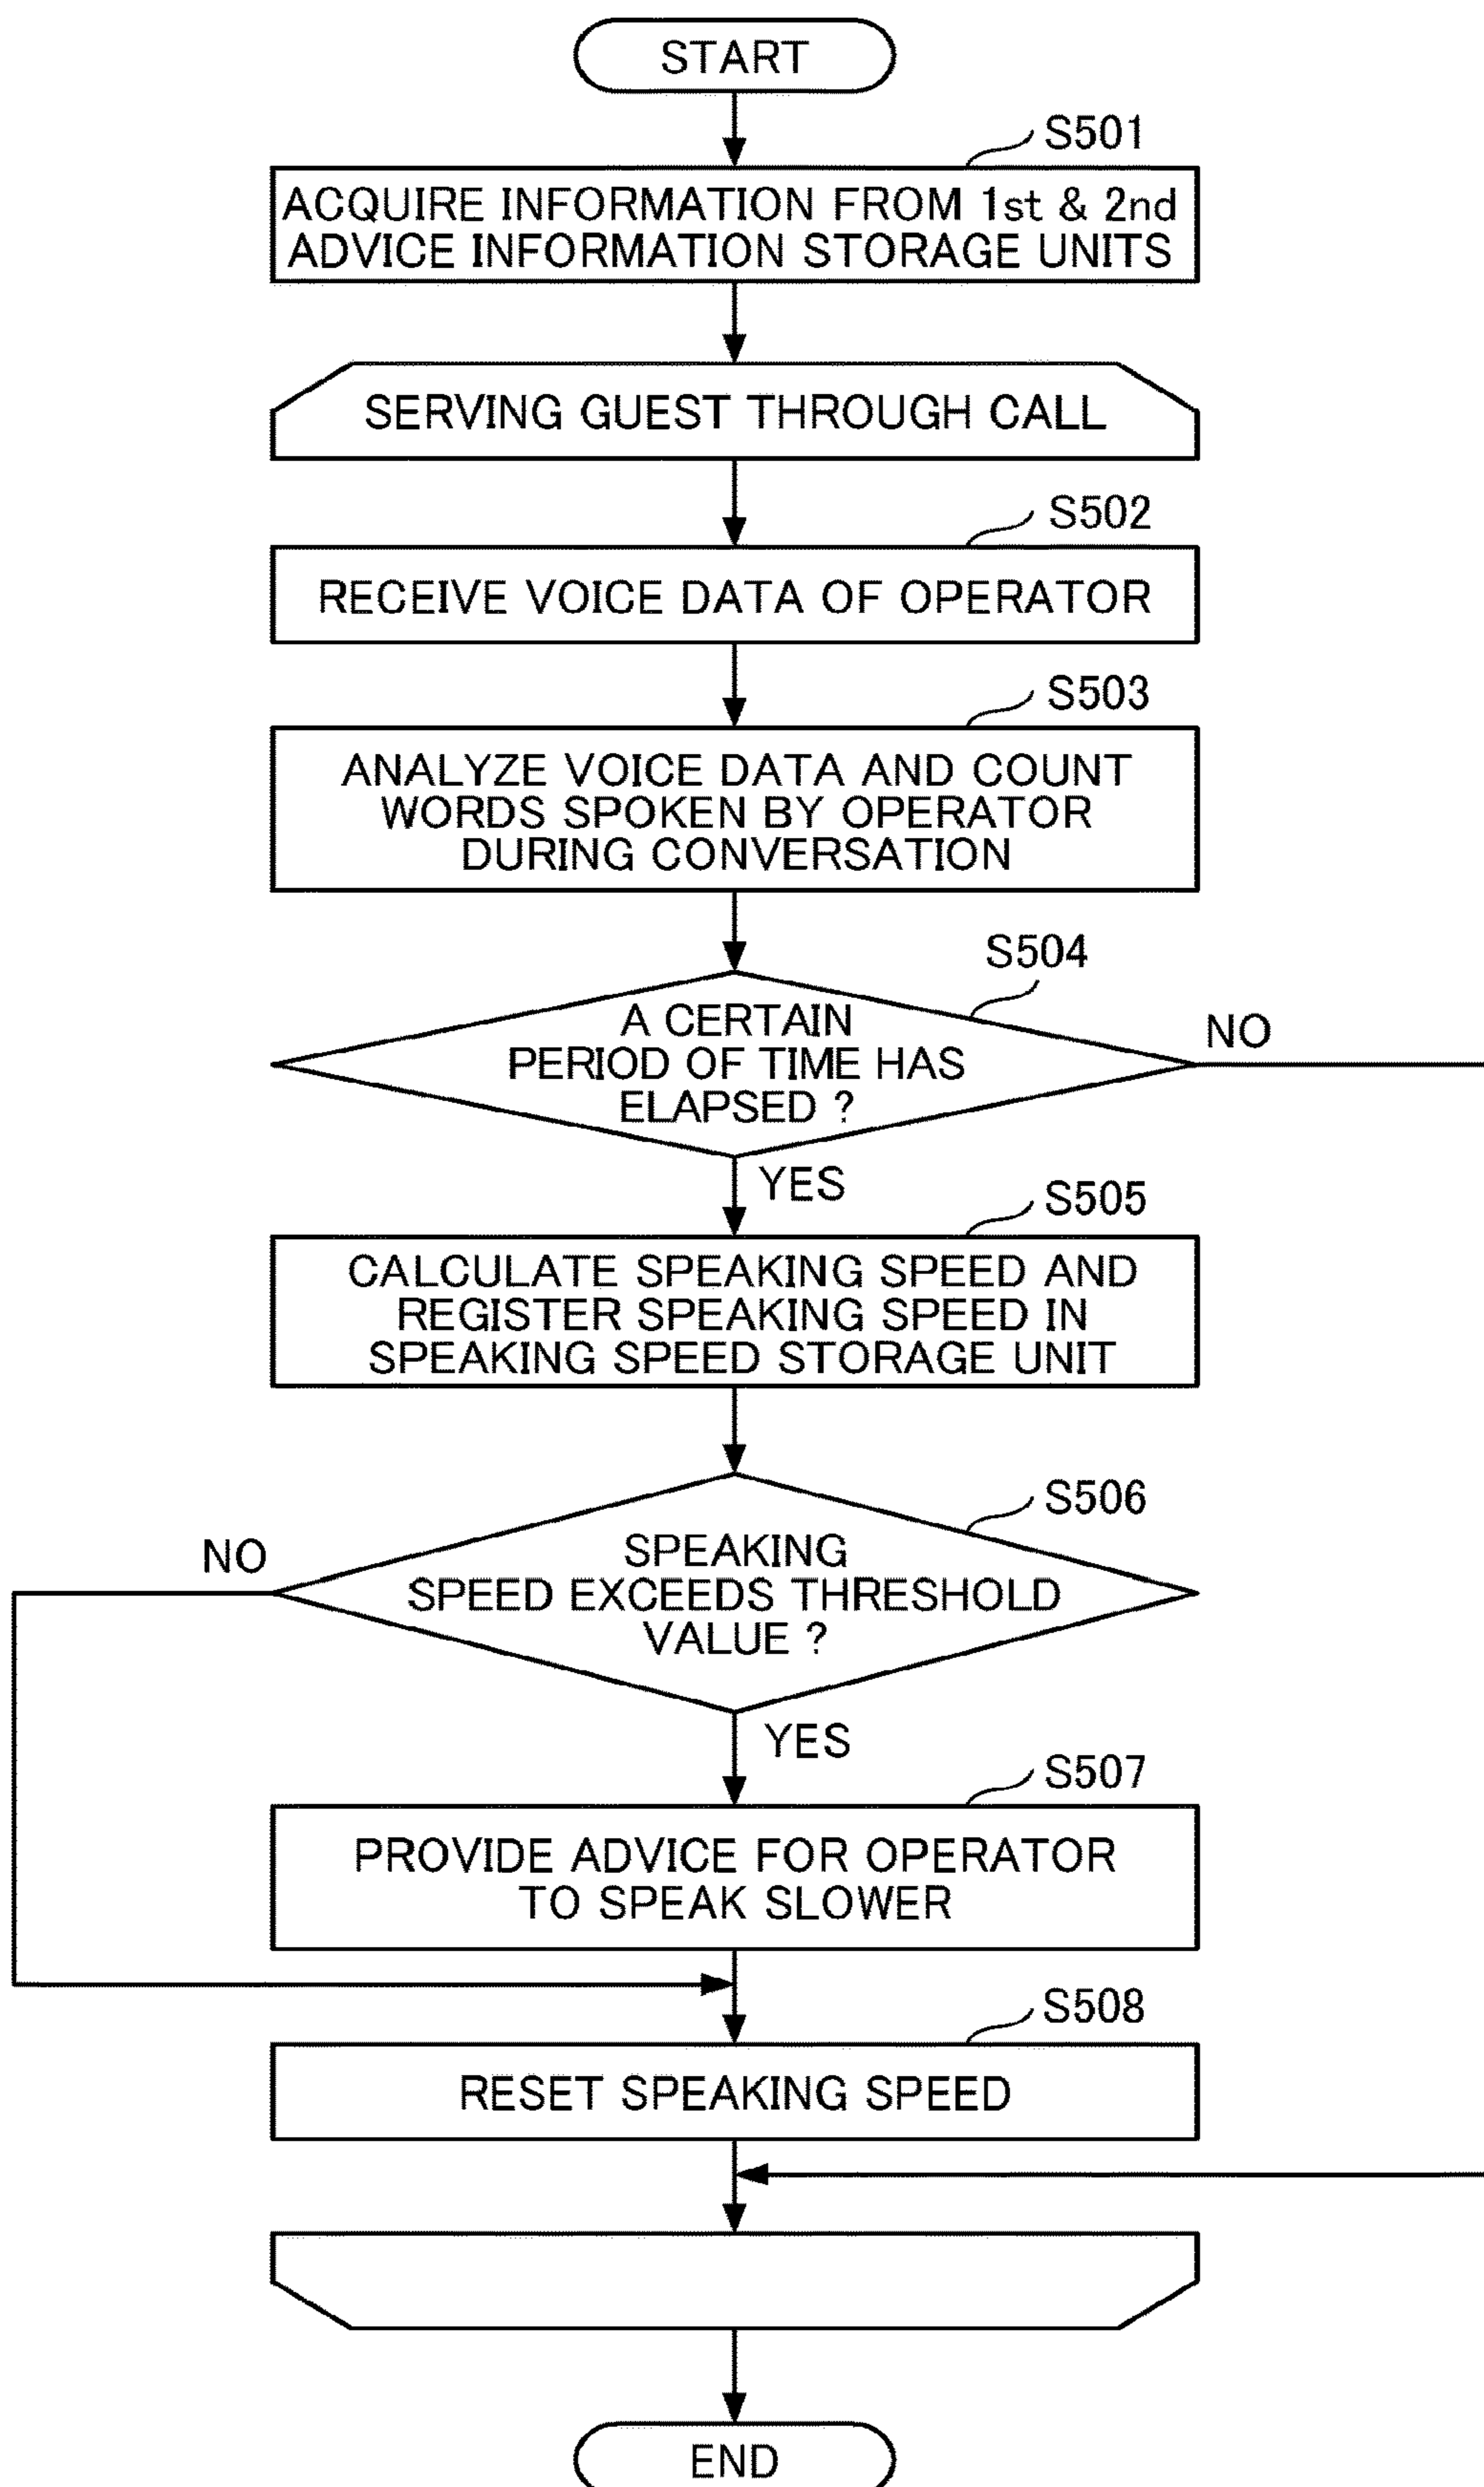 START
S501
ACQUIRE INFORMATION FROM 1st & 2nd
ADVICE INFORMATION STORAGE UNITS
SERVING GUEST THROUGH CALL
S502
RECEIVE VOICE DATA OF OPERATOR
S503
ANALYZE VOICE DATA AND COUNT
WORDS SPOKEN BY OPERATOR
DURING CONVERSATION
S504
A CERTAIN
PERIOD OF TIME HAS
ELAPSED ?
NO
YES
S505
CALCULATE SPEAKING SPEED AND
REGISTER SPEAKING SPEED IN
SPEAKING SPEED STORAGE UNIT
S506
NO
SPEAKING
SPEED EXCEEDS THRESHOLD
VALUE ?
YES
S507
PROVIDE ADVICE FOR OPERATOR
TO SPEAK SLOWER
S508
RESET SPEAKING SPEED
END